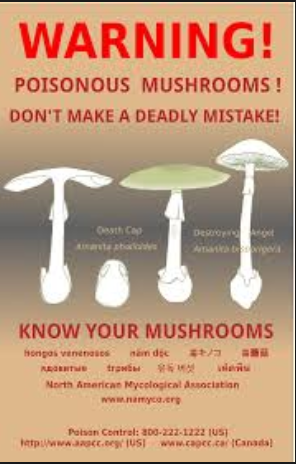 WARNING!
POISONOUS MUSHROOMS!
DON'T MAKE A DEADLY MISTAKE!
Death Cap
Amanita phalloides
Destroying Angel
Amanita
KNOW YOUR MUSHROOMS
hongos venenosos nấm độc 毒キノコ 毒蘑菇
ядовитые грибы 독버섯 เห็ดพิษ
North American Mycological Association
www.namyco.org
Poison Control: 800-222-1222 (US)
http://www.aapcc.org/ (US) www.capcc.ca/ (Canada)